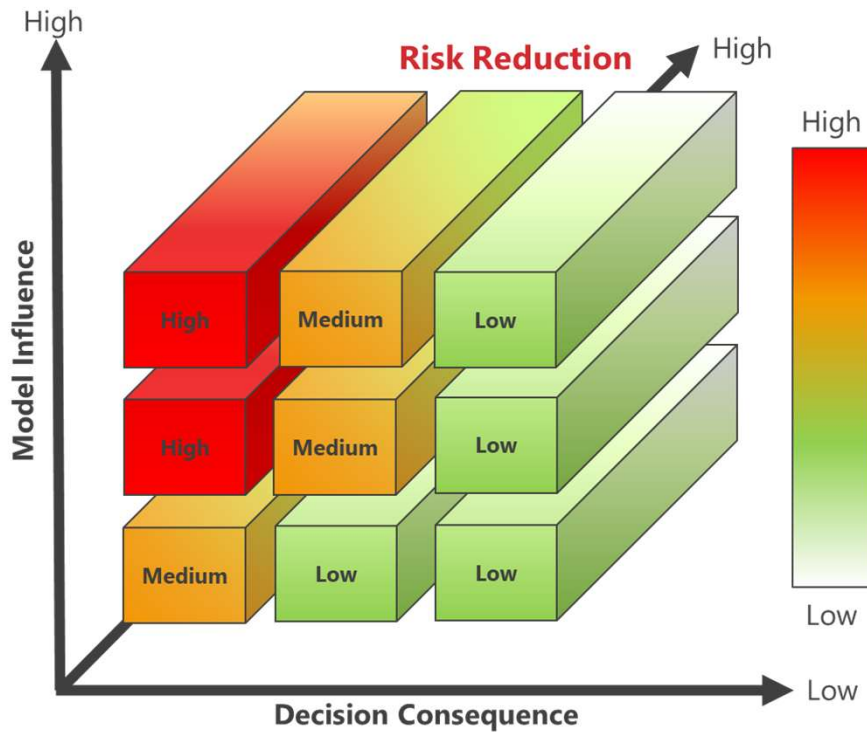 High
Risk Reduction
High
High
High
Medium
Low
High
Medium
Low
Medium
Low
Low
Model Influence
Low
Low
Decision Consequence